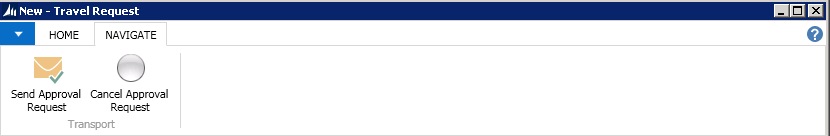 New - Travel Request
HOME
NAVIGATE
Send Approval
Request
Cancel Approval
Request
Transport